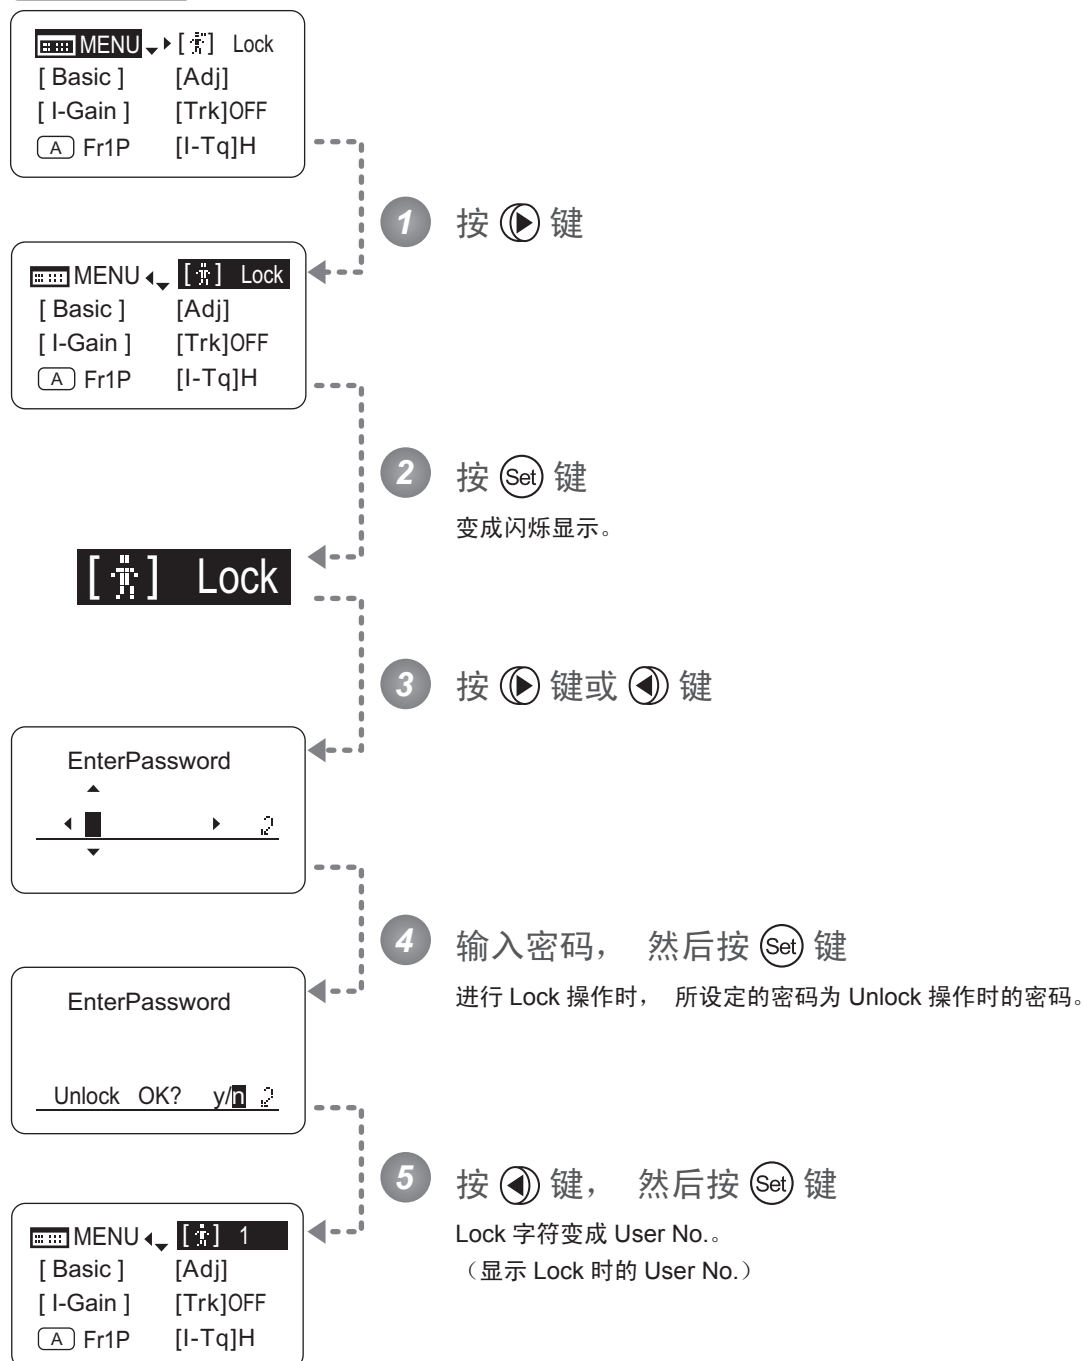 MENU [ ] Lock
[ Basic ] [Adj]
[ I-Gain ] [Trk]OFF
A Fr1P [I-Tq]H
1 按 键
MENU [ ] Lock
[ Basic ] [Adj]
[ I-Gain ] [Trk]OFF
A Fr1P [I-Tq]H
2 按 Set 键
变成闪烁显示。
[ ] Lock
3 按 键或 键
EnterPassword
4 输入密码, 然后按 Set 键
进行 Lock 操作时, 所设定的密码为 Unlock 操作时的密码。
EnterPassword
Unlock OK? y/n
5 按 键, 然后按 Set 键
Lock 字符变成 User No.。
(显示 Lock 时的 User No.)
MENU [ ] 1
[ Basic ] [Adj]
[ I-Gain ] [Trk]OFF
A Fr1P [I-Tq]H